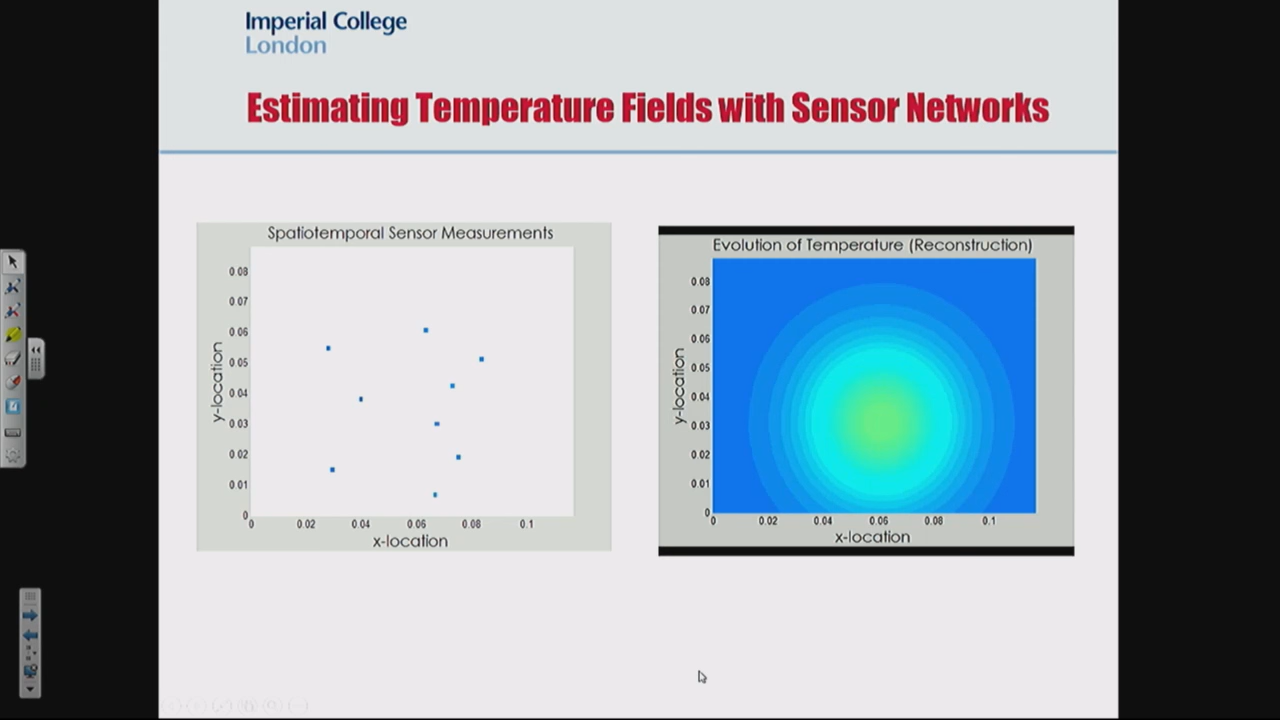 Imperial College
London
Estimating Temperature Fields with Sensor Networks
Spatiotemporal Sensor Measurements
0.08
0.07
0.06
0.05
0.04
0.03
0.02
0.01
0
0 0.02 0.04 0.06 0.08 0.1
x-location
y-location
Evolution of Temperature (Reconstruction)
0.08
0.07
0.06
0.05
0.04
0.03
0.02
0.01
0
0 0.02 0.04 0.06 0.08 0.1
x-location
y-location